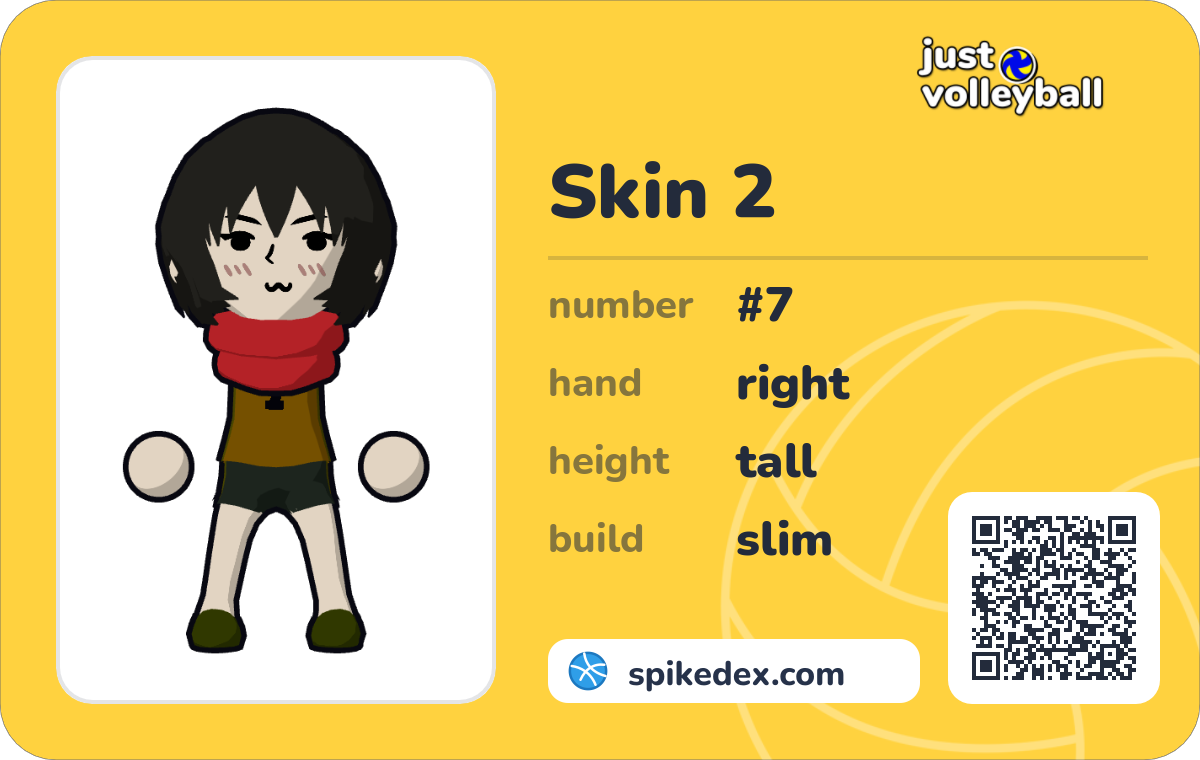 just
volleyball
Skin 2
number #7
hand right
height tall
build slim
spikedex.com